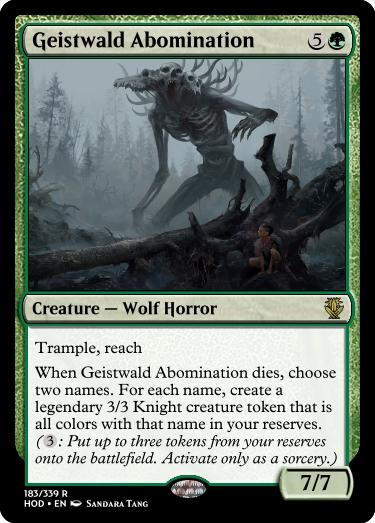 Geistwald Abomination 5
Creature — Wolf Horror
Trample, reach
When Geistwald Abomination dies, choose
two names. For each name, create a
legendary 3/3 Knight creature token that is
all colors with that name in your reserves.
(3: Put up to three tokens from your reserves
onto the battlefield. Activate only as a sorcery.)
7/7
183/339 R
HOD • EN Sandara Tang